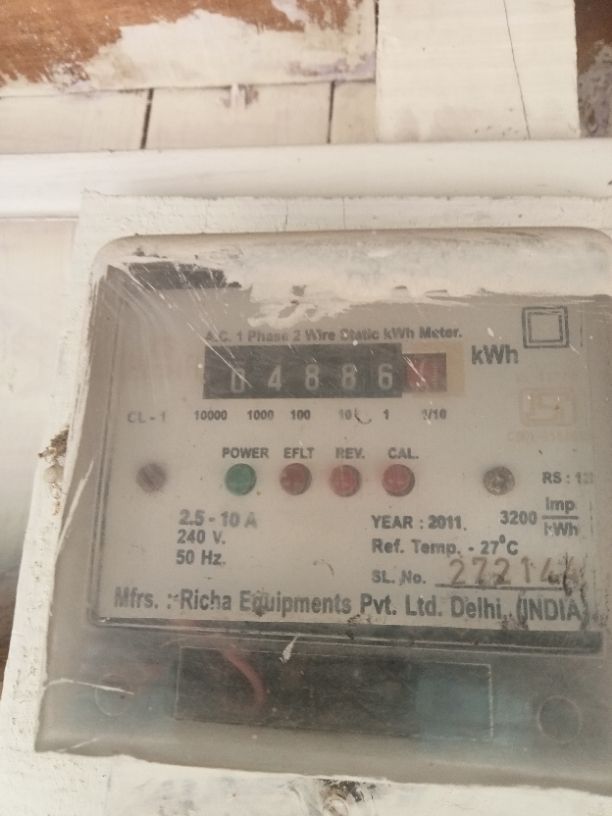 A.C. 1 Phase 2 Wire Static kWh Meter.
04886
kWh
CL-1 10000 1000 100 10 1 1/10
POWER EFLT REV. CAL.
RS :
2.5 - 10 A
240 V.
50 Hz.
YEAR : 2011.
3200 imp/kWh
Ref. Temp. - 27°C
SL. No. 27214
Mfrs. :-Richa Equipments Pvt. Ltd. Delhi. (INDIA)